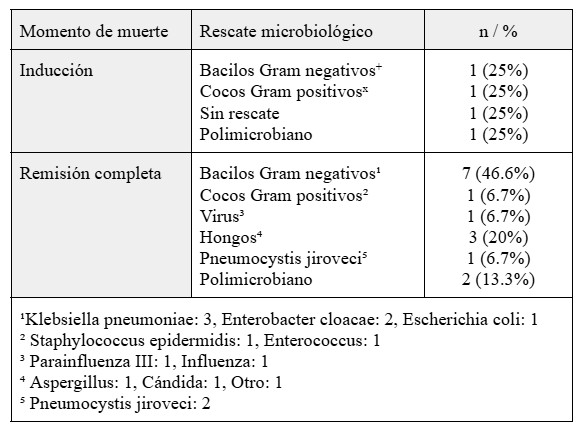 Momento de muerte Rescate microbiológico n / %
Inducción Bacilos Gram negativos⁺ 1 (25%)
Cocos Gram positivosˣ 1 (25%)
Sin rescate 1 (25%)
Polimicrobiano 1 (25%)
Remisión completa Bacilos Gram negativos¹ 7 (46.6%)
Cocos Gram positivos² 1 (6.7%)
Virus³ 1 (6.7%)
Hongos⁴ 3 (20%)
Pneumocystis jiroveci⁵ 1 (6.7%)
Polimicrobiano 2 (13.3%)
¹Klebsiella pneumoniae: 3, Enterobacter cloacae: 2, Escherichia coli: 1
² Staphylococcus epidermidis: 1, Enterococcus: 1
³ Parainfluenza III: 1, Influenza: 1
⁴ Aspergillus: 1, Cándida: 1, Otro: 1
⁵ Pneumocystis jiroveci: 2